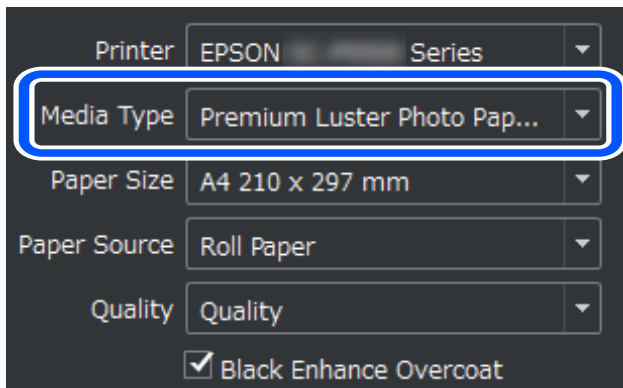 Printer EPSON Series
Media Type Premium Luster Photo Pap...
Paper Size A4 210 x 297 mm
Paper Source Roll Paper
Quality Quality
Black Enhance Overcoat